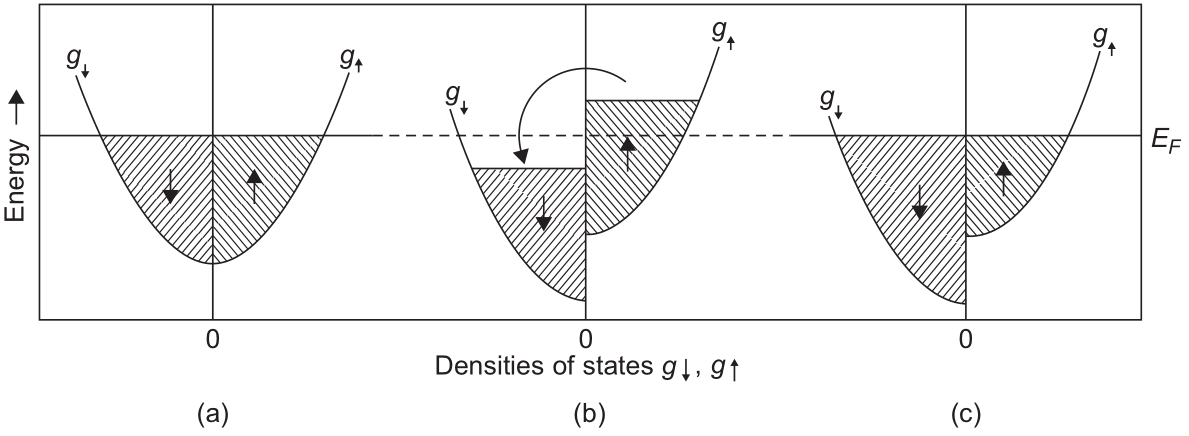 g↓ g↑ g↓ g↑ g↓ g↑
E_F
Energy →
↓ ↑ ↓ ↑ ↓ ↑
0 0 0
Densities of states g↓, g↑
(a) (b) (c)